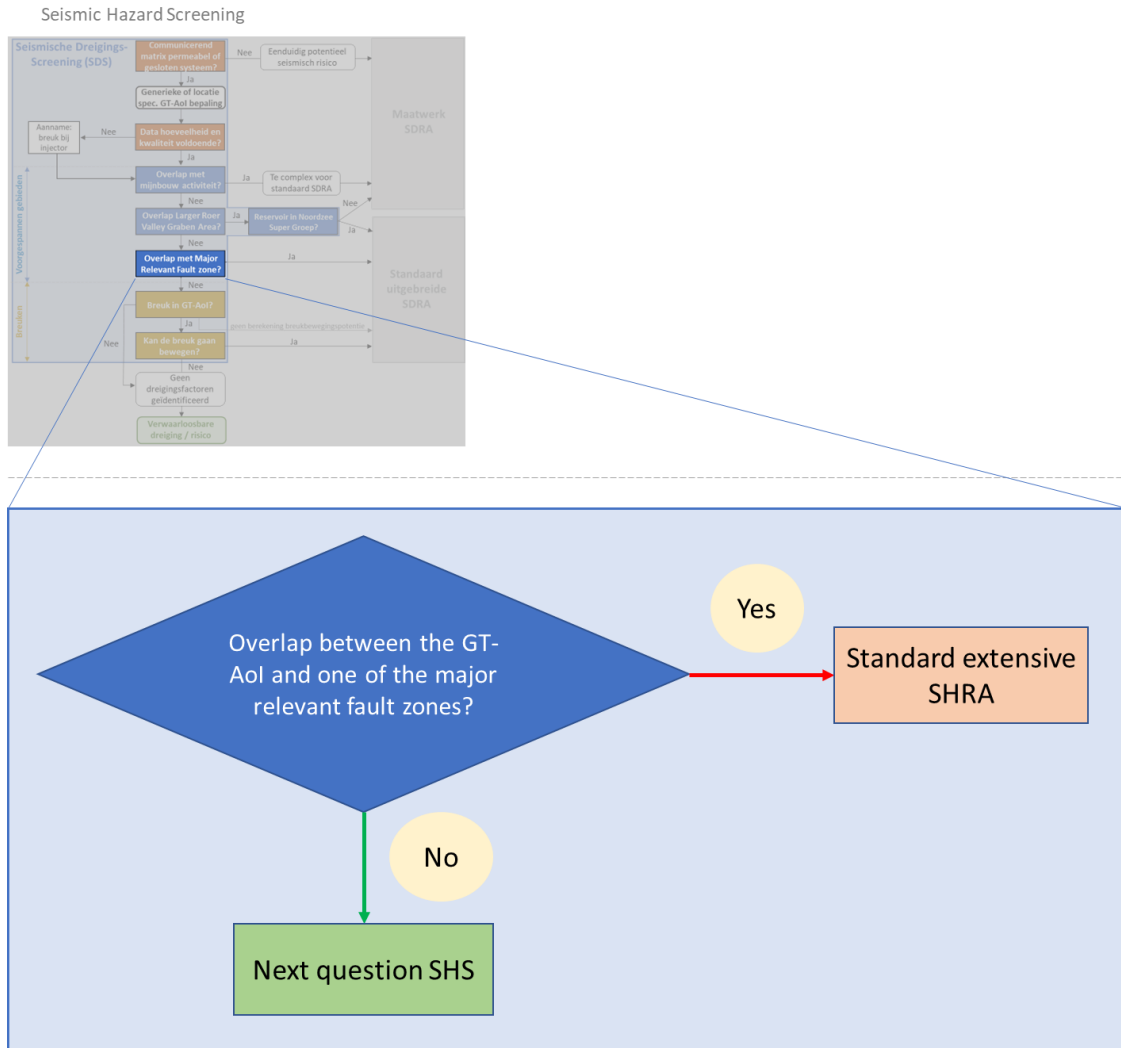 Seismic Hazard Screening
Seismische Dreigings-
Screening (SDS)
Communicerend
matrix permeabel of
gesloten systeem?
Nee
Eenduidig potentieel
seismisch risico
Ja
Generieke of locatie
spec. GT-AoI bepaling
Maatwerk
SDRA
Aanname:
breuk bij
injector
Nee
Data hoeveelheid en
kwaliteit voldoende?
Ja
Overlap met
mijnbouw activiteit?
Ja
Te complex voor
standaard SDRA
Nee
Nee
Voorgespannen gebieden
Overlap Larger Roer
Valley Graben Area?
Ja
Reservoir in Noordzee
Super Groep?
Ja
Nee
Overlap met Major
Relevant Fault zone?
Ja
Standaard
uitgebreide
SDRA
Nee
Breuken
Breuk in GT-AoI?
geen berekening breukbewegingspotentie
Ja
Nee
Kan de breuk gaan
bewegen?
Ja
Nee
Geen
dreigingsfactoren
geïdentificeerd
Verwaarloosbare
dreiging / risico
Overlap between the GT-
AoI and one of the major
relevant fault zones?
Yes
Standard extensive
SHRA
No
Next question SHS